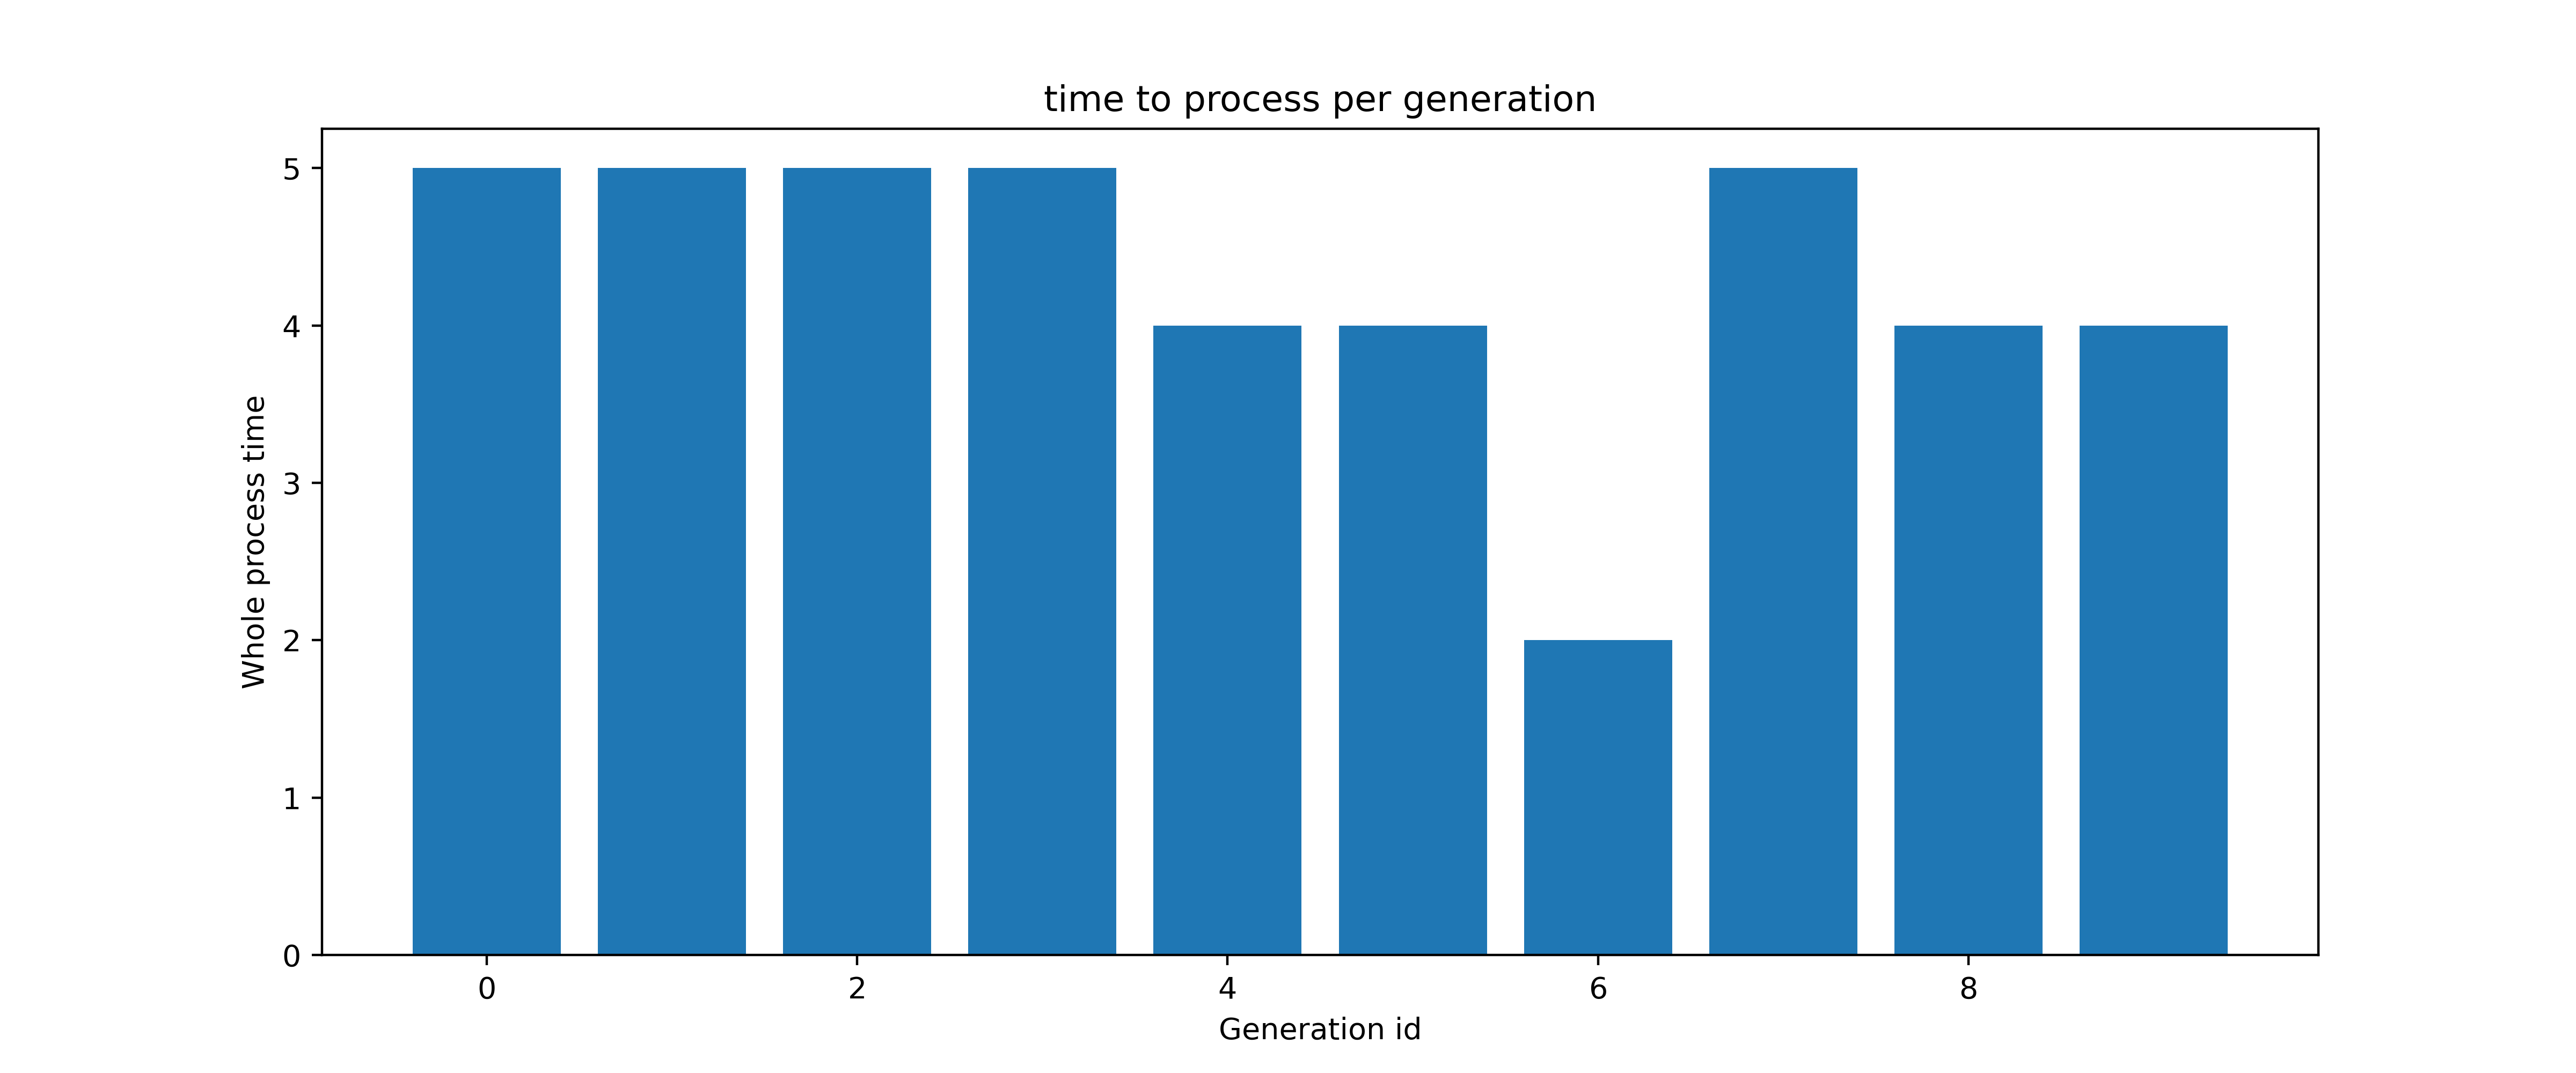 time to process per generation
Whole process time
5
4
3
2
1
0
0 2 4 6 8
Generation id